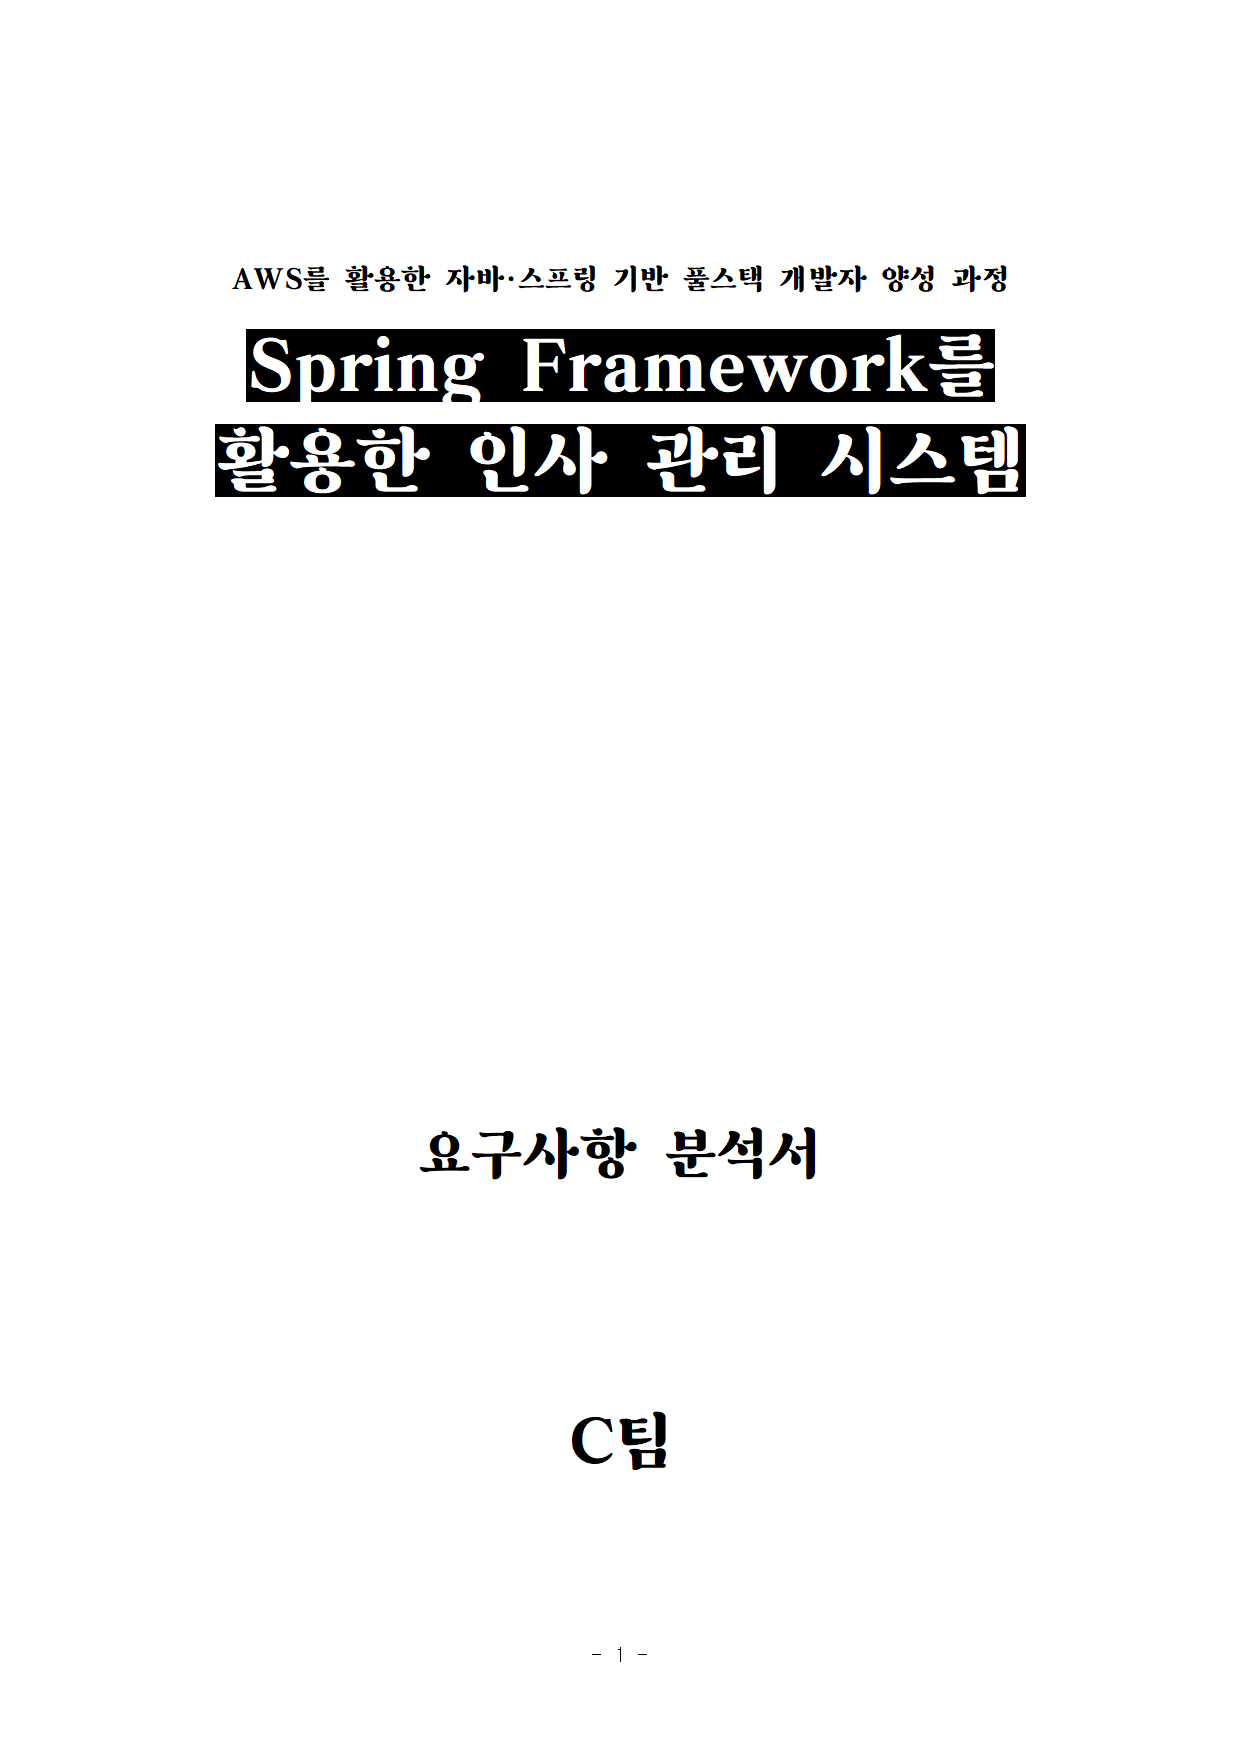 AWS를 활용한 자바·스프링 기반 풀스택 개발자 양성 과정
Spring Framework를
활용한 인사 관리 시스템
요구사항 분석서
C팀
- 1 -